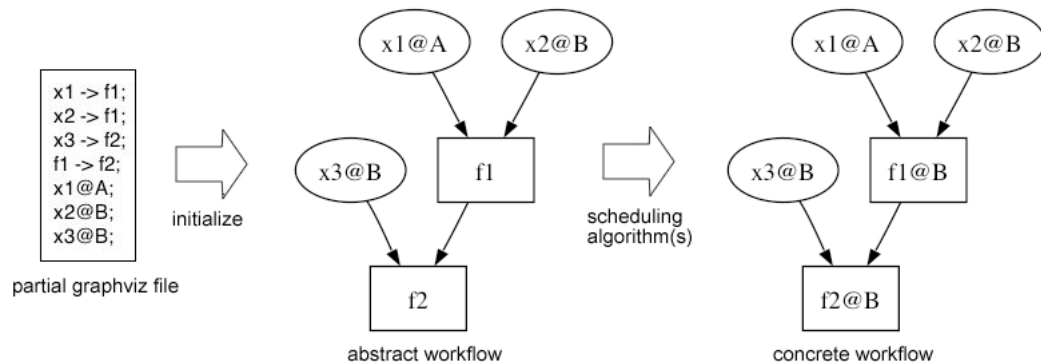 x1 -> f1;
x2 -> f1;
x3 -> f2;
f1 -> f2;
x1@A;
x2@B;
x3@B;
partial graphviz file
initialize
x1@A
x2@B
x3@B
f1
f2
abstract workflow
scheduling
algorithm(s)
x1@A
x2@B
x3@B
f1@B
f2@B
concrete workflow